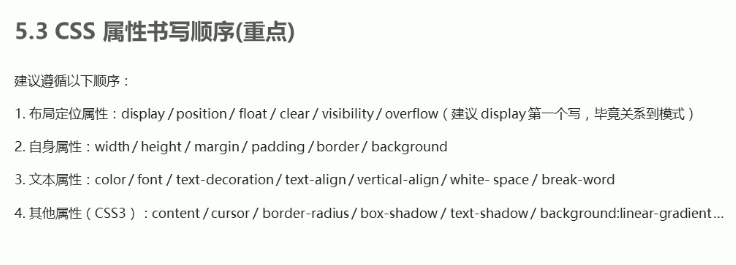 5.3 CSS 属性书写顺序(重点)
建议遵循以下顺序：
1. 布局定位属性：display / position / float / clear / visibility / overflow（建议 display 第一个写，毕竟关系到模式）
2. 自身属性：width / height / margin / padding / border / background
3. 文本属性：color / font / text-decoration / text-align / vertical-align / white- space / break-word
4. 其他属性（CSS3）：content / cursor / border-radius / box-shadow / text-shadow / background:linear-gradient...